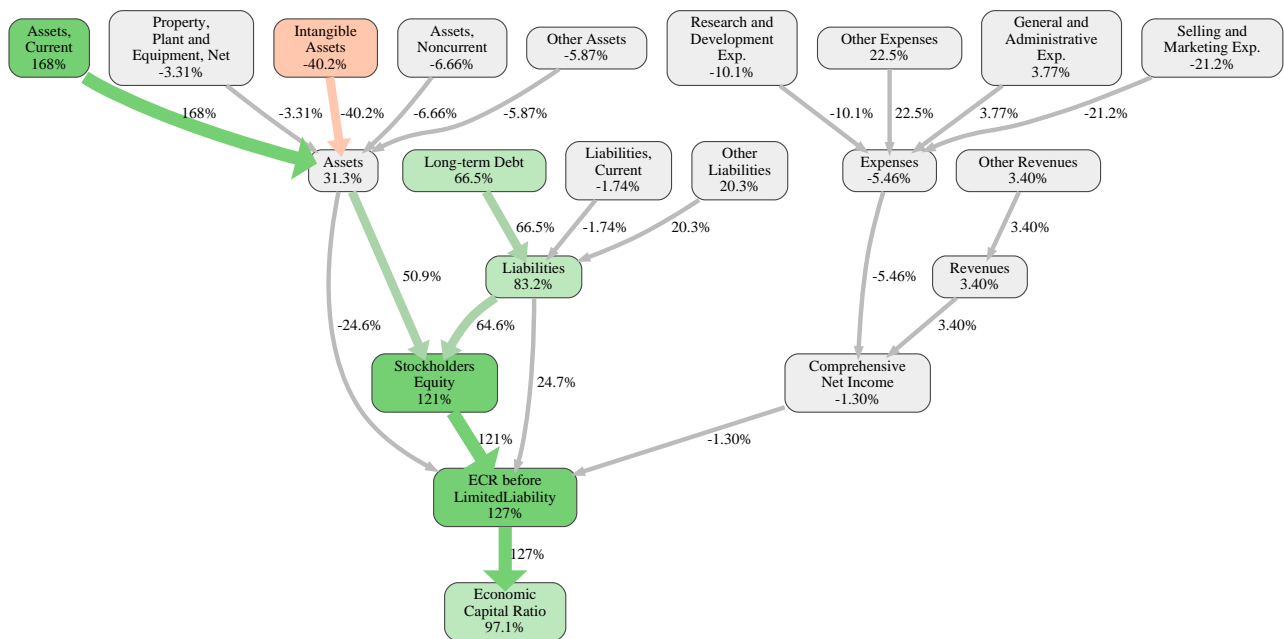 Assets,
Current
168%
Property,
Plant and
Equipment, Net
-3.31%
Intangible
Assets
-40.2%
Assets,
Noncurrent
-6.66%
Other Assets
-5.87%
Research and
Development
Exp.
-10.1%
Other Expenses
22.5%
General and
Administrative
Exp.
3.77%
Selling and
Marketing Exp.
-21.2%
168%
-3.31%
-40.2%
-6.66%
-5.87%
-10.1%
22.5%
3.77%
-21.2%
Assets
31.3%
Long-term Debt
66.5%
Liabilities,
Current
-1.74%
Other
Liabilities
20.3%
Expenses
-5.46%
Other Revenues
3.40%
66.5%
-1.74%
20.3%
3.40%
50.9%
Liabilities
83.2%
-5.46%
Revenues
3.40%
-24.6%
64.6%
3.40%
Stockholders
Equity
121%
24.7%
Comprehensive
Net Income
-1.30%
121%
-1.30%
ECR before
LimitedLiability
127%
127%
Economic
Capital Ratio
97.1%